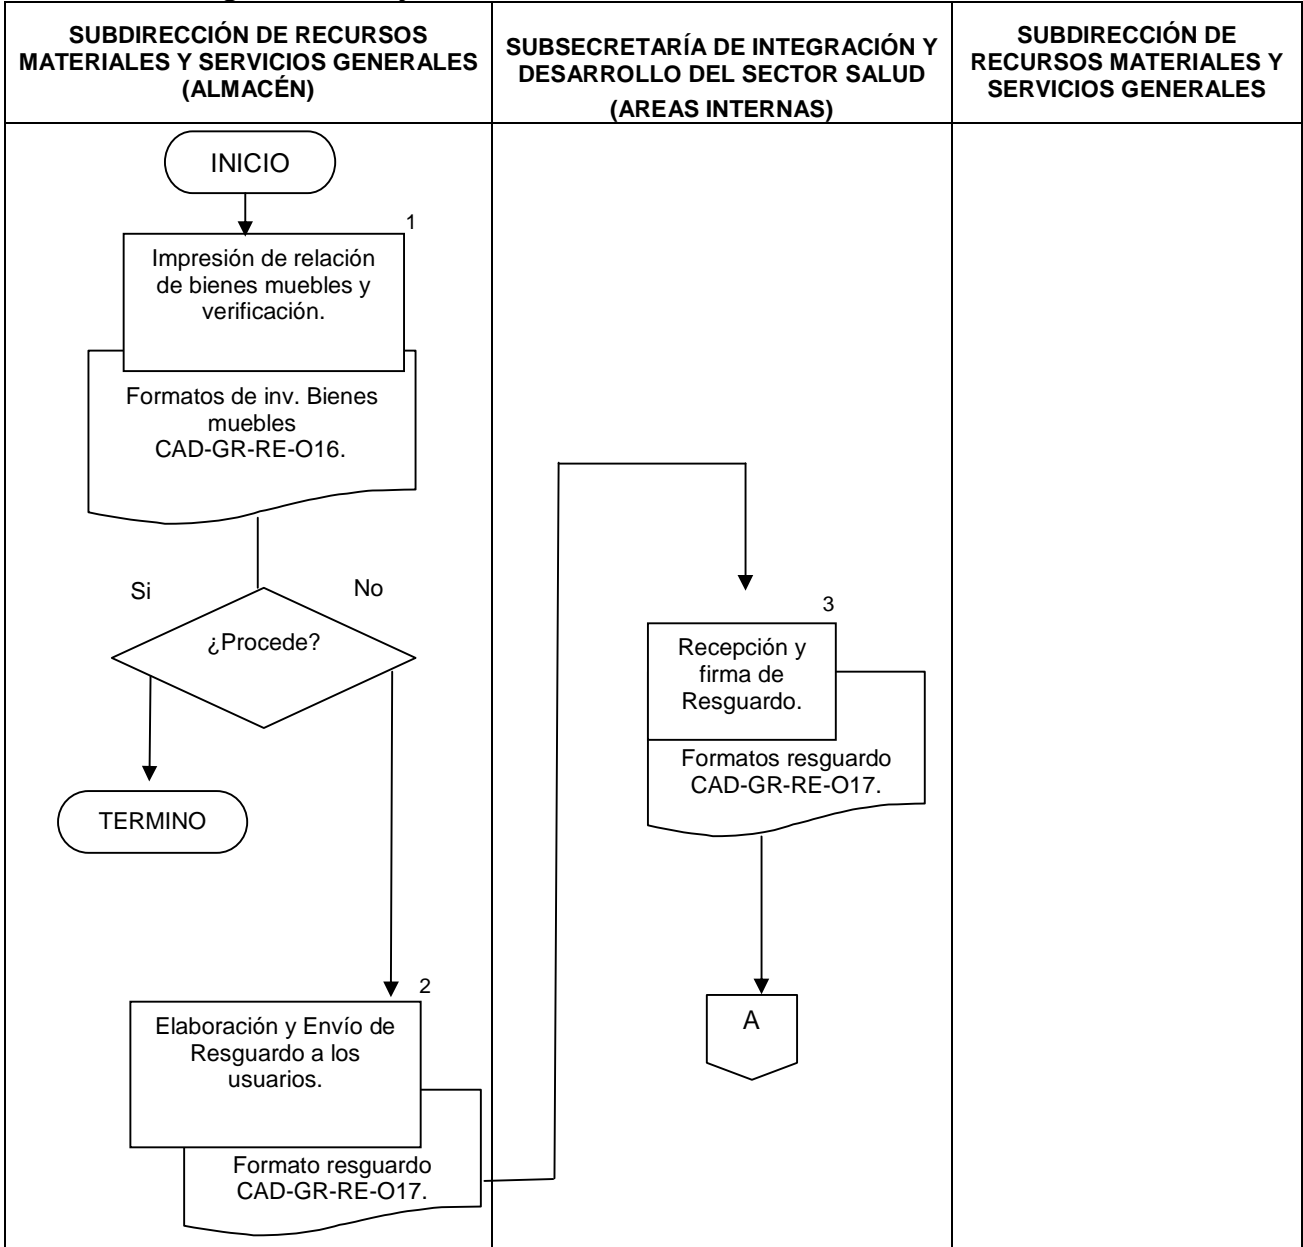 SUBDIRECCIÓN DE RECURSOS
MATERIALES Y SERVICIOS GENERALES
(ALMACÉN)
SUBSECRETARÍA DE INTEGRACIÓN Y
DESARROLLO DEL SECTOR SALUD
(AREAS INTERNAS)
SUBDIRECCIÓN DE
RECURSOS MATERIALES Y
SERVICIOS GENERALES
INICIO
1
Impresión de relación
de bienes muebles y
verificación.
Formatos de inv. Bienes
muebles
CAD-GR-RE-O16.
Si
No
¿Procede?
TERMINO
2
Elaboración y Envío de
Resguardo a los
usuarios.
Formato resguardo
CAD-GR-RE-O17.
3
Recepción y
firma de
Resguardo.
Formatos resguardo
CAD-GR-RE-O17.
A